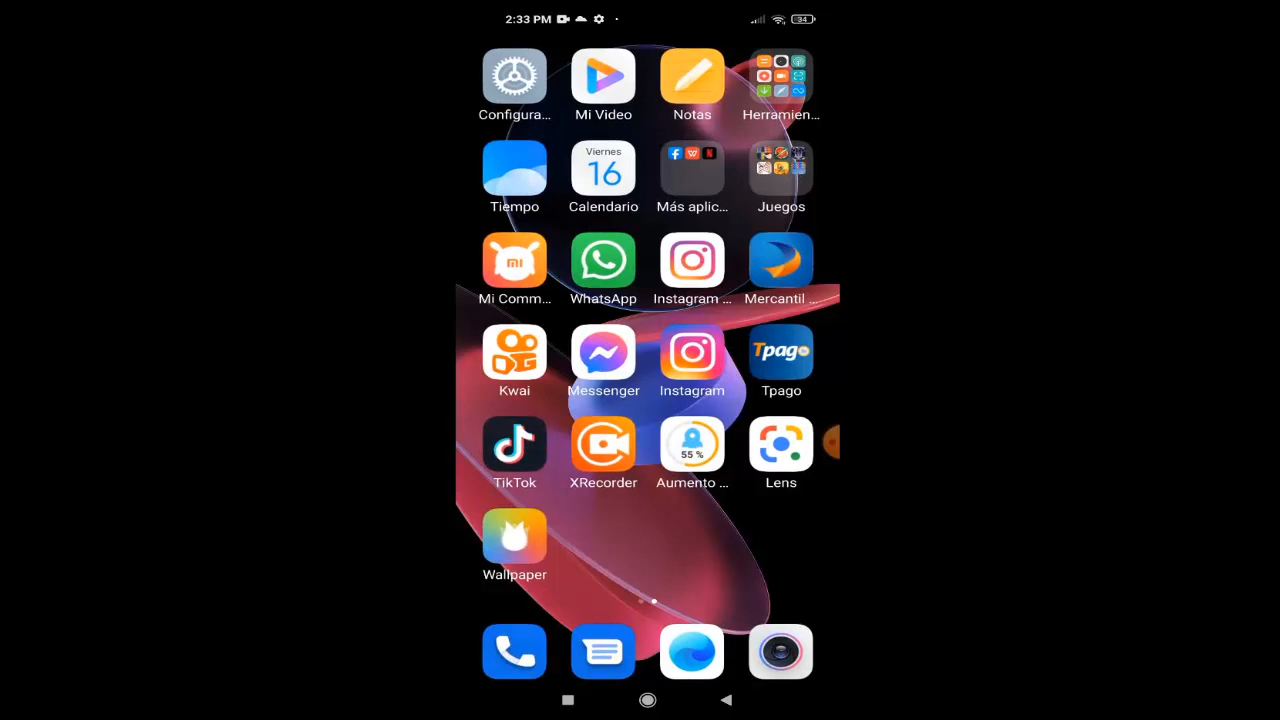 2:33 PM
34
Configura... Mi Video Notas Herramien...
Viernes
16
Tiempo Calendario Más aplic... Juegos
Mi Comm... WhatsApp Instagram ... Mercantil ...
Tpago
Kwai Messenger Instagram Tpago
55 %
TikTok XRecorder Aumento ... Lens
Wallpaper